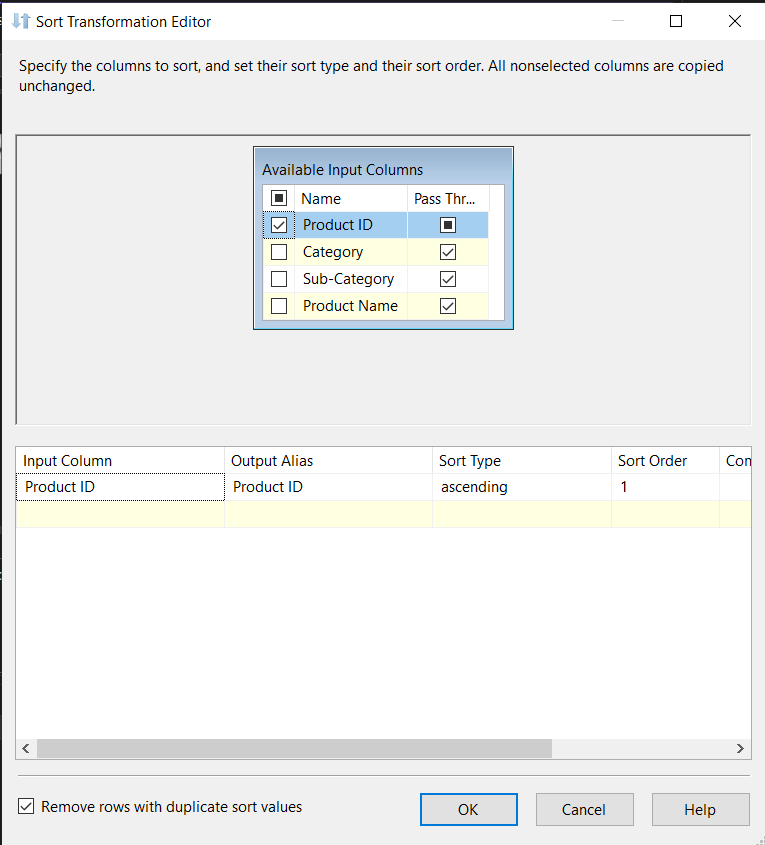 Sort Transformation Editor
Specify the columns to sort, and set their sort type and their sort order. All nonselected columns are copied
unchanged.
Available Input Columns
Name Pass Thr...
Product ID
Category
Sub-Category
Product Name
Input Column Output Alias Sort Type Sort Order Con
Product ID Product ID ascending 1
Remove rows with duplicate sort values OK Cancel Help